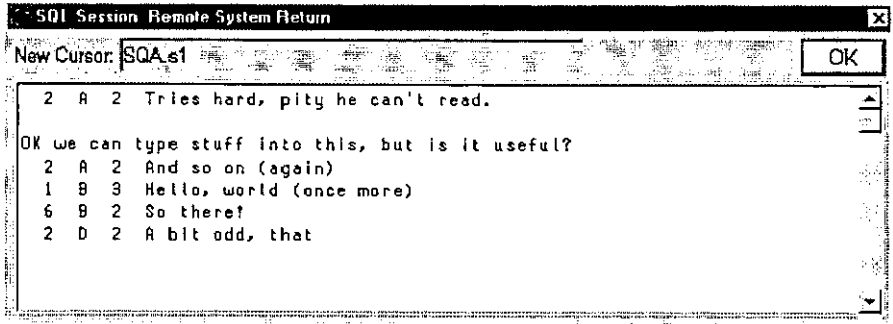 SQL Session Remote System Return
New Cursor: SQA.s1
OK
2 A 2 Tries hard, pity he can't read.
OK we can type stuff into this, but is it useful?
2 A 2 And so on (again)
1 B 3 Hello, world (once more)
6 B 2 So there!
2 D 2 A bit odd, that